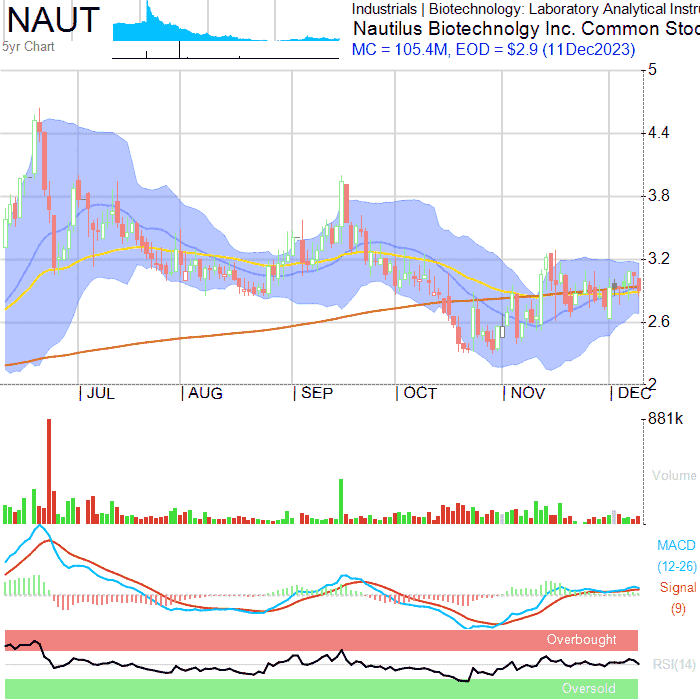 NAUT
5yr Chart
Industrials | Biotechnology: Laboratory Analytical Instru
Nautilus Biotechnolgy Inc. Common Stoc
MC = 105.4M, EOD = $2.9 (11Dec2023)
5
4.4
3.8
3.2
2.6
2
JUL
AUG
SEP
OCT
NOV
DEC
881k
Volume
MACD
(12-26)
Signal
(9)
Overbought
RSI(14)
Oversold